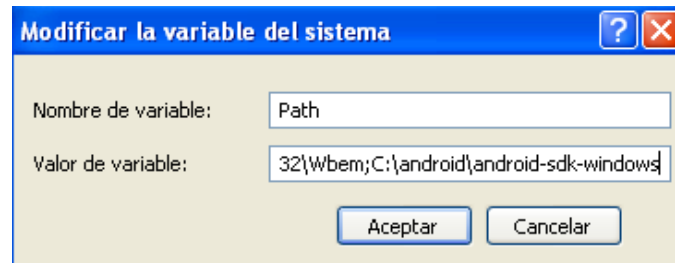 Modificar la variable del sistema
Nombre de variable: Path
Valor de variable: 32\Wbem;C:\android\android-sdk-windows
Aceptar Cancelar